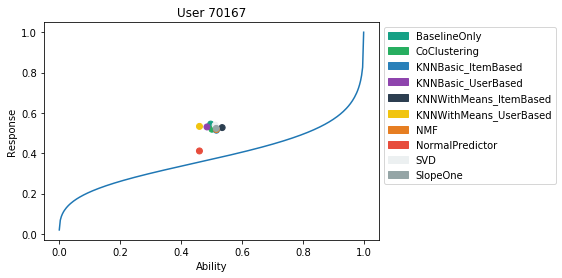 User 70167
Response
1.0
0.8
0.6
0.4
0.2
0.0
0.0 0.2 0.4 0.6 0.8 1.0
Ability
BaselineOnly
CoClustering
KNNBasic_ItemBased
KNNBasic_UserBased
KNNWithMeans_ItemBased
KNNWithMeans_UserBased
NMF
NormalPredictor
SVD
SlopeOne